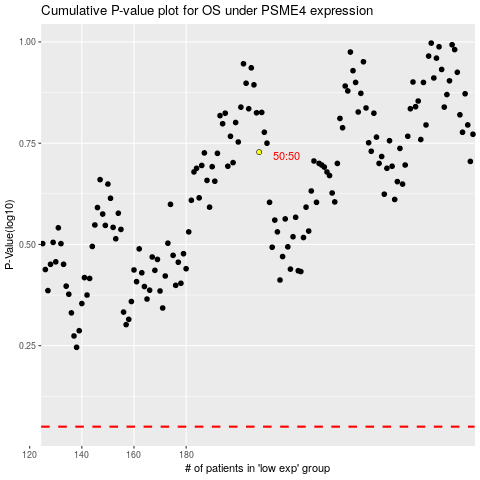 Cumulative P-value plot for OS under PSME4 expression
1.00
0.75
0.50
0.25
P-Value(log10)
50:50
120 140 160 180
# of patients in 'low exp' group